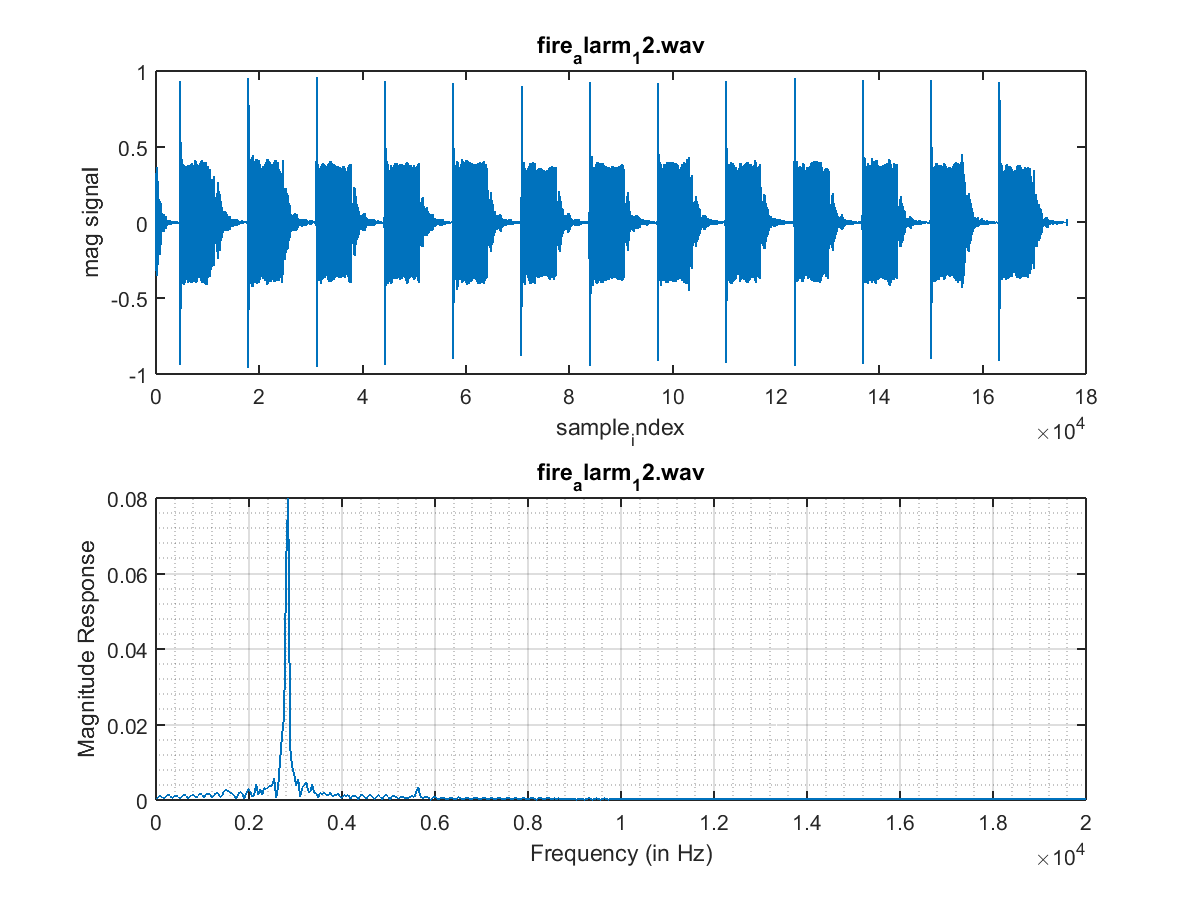 fire_alarm_12.wav
1
0.5
0
-0.5
-1
mag signal
0 2 4 6 8 10 12 14 16 18
×10^4
sample_index
fire_alarm_12.wav
0.08
0.06
0.04
0.02
0
Magnitude Response
0 0.2 0.4 0.6 0.8 1 1.2 1.4 1.6 1.8 2
×10^4
Frequency (in Hz)